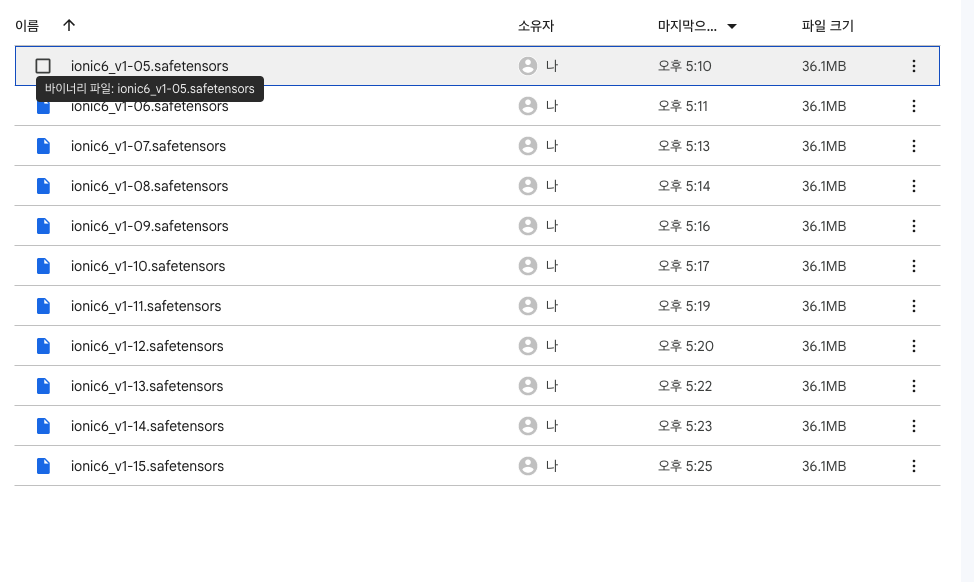 이름 소유자 마지막으... 파일 크기
ionic6_v1-05.safetensors 나 오후 5:10 36.1MB
바이너리 파일: ionic6_v1-05.safetensors
ionic6_v1-06.safetensors 나 오후 5:11 36.1MB
ionic6_v1-07.safetensors 나 오후 5:13 36.1MB
ionic6_v1-08.safetensors 나 오후 5:14 36.1MB
ionic6_v1-09.safetensors 나 오후 5:16 36.1MB
ionic6_v1-10.safetensors 나 오후 5:17 36.1MB
ionic6_v1-11.safetensors 나 오후 5:19 36.1MB
ionic6_v1-12.safetensors 나 오후 5:20 36.1MB
ionic6_v1-13.safetensors 나 오후 5:22 36.1MB
ionic6_v1-14.safetensors 나 오후 5:23 36.1MB
ionic6_v1-15.safetensors 나 오후 5:25 36.1MB